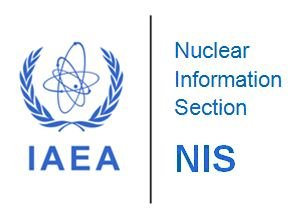 IAEA
Nuclear
Information
Section
NIS